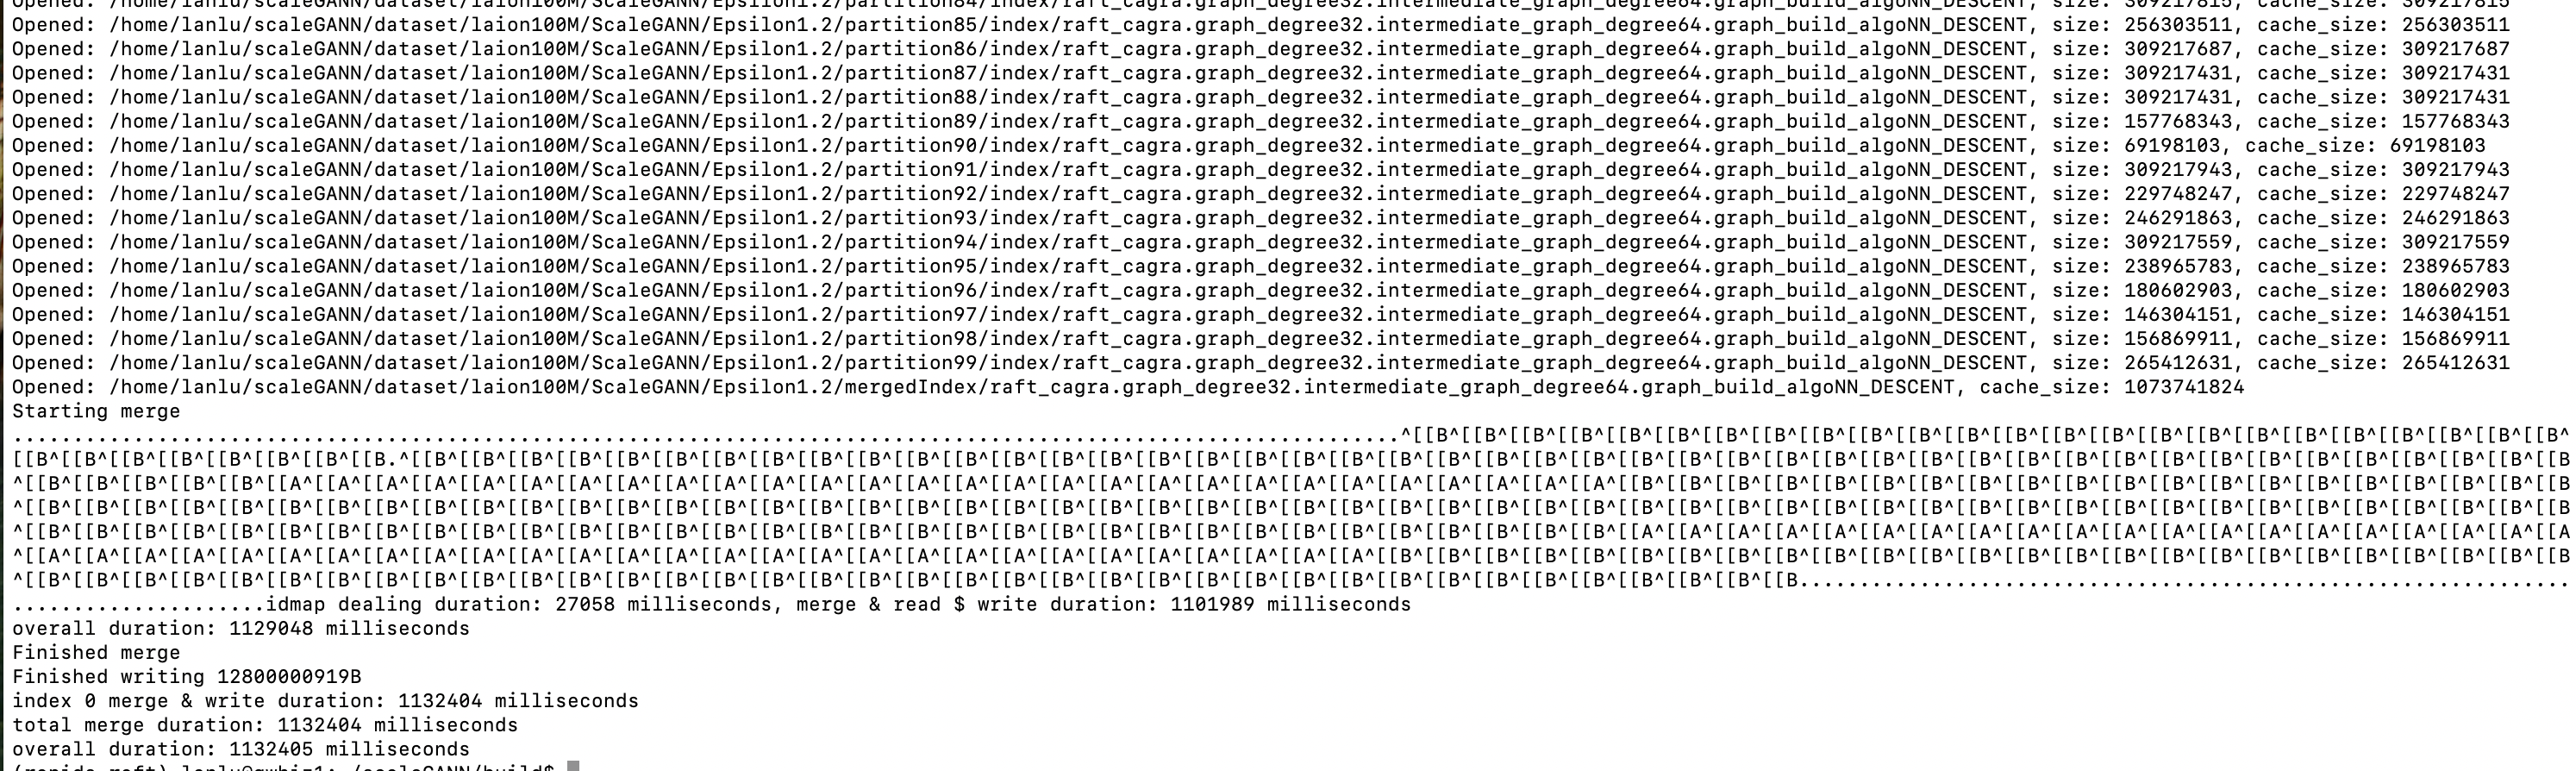 Opened: /home/lanlu/scaleGANN/dataset/laion100M/ScaleGANN/Epsilon1.2/partition84/index/raft_cagra.graph_degree32.intermediate_graph_degree64.graph_build_algoNN_DESCENT, size: 309217815, cache_size: 309217815
Opened: /home/lanlu/scaleGANN/dataset/laion100M/ScaleGANN/Epsilon1.2/partition85/index/raft_cagra.graph_degree32.intermediate_graph_degree64.graph_build_algoNN_DESCENT, size: 256303511, cache_size: 256303511
Opened: /home/lanlu/scaleGANN/dataset/laion100M/ScaleGANN/Epsilon1.2/partition86/index/raft_cagra.graph_degree32.intermediate_graph_degree64.graph_build_algoNN_DESCENT, size: 309217687, cache_size: 309217687
Opened: /home/lanlu/scaleGANN/dataset/laion100M/ScaleGANN/Epsilon1.2/partition87/index/raft_cagra.graph_degree32.intermediate_graph_degree64.graph_build_algoNN_DESCENT, size: 309217431, cache_size: 309217431
Opened: /home/lanlu/scaleGANN/dataset/laion100M/ScaleGANN/Epsilon1.2/partition88/index/raft_cagra.graph_degree32.intermediate_graph_degree64.graph_build_algoNN_DESCENT, size: 309217431, cache_size: 309217431
Opened: /home/lanlu/scaleGANN/dataset/laion100M/ScaleGANN/Epsilon1.2/partition89/index/raft_cagra.graph_degree32.intermediate_graph_degree64.graph_build_algoNN_DESCENT, size: 157768343, cache_size: 157768343
Opened: /home/lanlu/scaleGANN/dataset/laion100M/ScaleGANN/Epsilon1.2/partition90/index/raft_cagra.graph_degree32.intermediate_graph_degree64.graph_build_algoNN_DESCENT, size: 69198103, cache_size: 69198103
Opened: /home/lanlu/scaleGANN/dataset/laion100M/ScaleGANN/Epsilon1.2/partition91/index/raft_cagra.graph_degree32.intermediate_graph_degree64.graph_build_algoNN_DESCENT, size: 309217943, cache_size: 309217943
Opened: /home/lanlu/scaleGANN/dataset/laion100M/ScaleGANN/Epsilon1.2/partition92/index/raft_cagra.graph_degree32.intermediate_graph_degree64.graph_build_algoNN_DESCENT, size: 229748247, cache_size: 229748247
Opened: /home/lanlu/scaleGANN/dataset/laion100M/ScaleGANN/Epsilon1.2/partition93/index/raft_cagra.graph_degree32.intermediate_graph_degree64.graph_build_algoNN_DESCENT, size: 246291863, cache_size: 246291863
Opened: /home/lanlu/scaleGANN/dataset/laion100M/ScaleGANN/Epsilon1.2/partition94/index/raft_cagra.graph_degree32.intermediate_graph_degree64.graph_build_algoNN_DESCENT, size: 309217559, cache_size: 309217559
Opened: /home/lanlu/scaleGANN/dataset/laion100M/ScaleGANN/Epsilon1.2/partition95/index/raft_cagra.graph_degree32.intermediate_graph_degree64.graph_build_algoNN_DESCENT, size: 238965783, cache_size: 238965783
Opened: /home/lanlu/scaleGANN/dataset/laion100M/ScaleGANN/Epsilon1.2/partition96/index/raft_cagra.graph_degree32.intermediate_graph_degree64.graph_build_algoNN_DESCENT, size: 180602903, cache_size: 180602903
Opened: /home/lanlu/scaleGANN/dataset/laion100M/ScaleGANN/Epsilon1.2/partition97/index/raft_cagra.graph_degree32.intermediate_graph_degree64.graph_build_algoNN_DESCENT, size: 146304151, cache_size: 146304151
Opened: /home/lanlu/scaleGANN/dataset/laion100M/ScaleGANN/Epsilon1.2/partition98/index/raft_cagra.graph_degree32.intermediate_graph_degree64.graph_build_algoNN_DESCENT, size: 156869911, cache_size: 156869911
Opened: /home/lanlu/scaleGANN/dataset/laion100M/ScaleGANN/Epsilon1.2/partition99/index/raft_cagra.graph_degree32.intermediate_graph_degree64.graph_build_algoNN_DESCENT, size: 265412631, cache_size: 265412631
Opened: /home/lanlu/scaleGANN/dataset/laion100M/ScaleGANN/Epsilon1.2/mergedIndex/raft_cagra.graph_degree32.intermediate_graph_degree64.graph_build_algoNN_DESCENT, cache_size: 1073741824
Starting merge
...................................................................................................................^[[B^[[B^[[B^[[B^[[B^[[B^[[B^[[B^[[B^[[B^[[B^[[B^[[B^[[B^[[B^[[B^[[B^[[B^[[B^[[B^[[B^[[B^[[B^[[B^
[[B^[[B^[[B^[[B^[[B^[[B^[[B^[[B.^[[B^[[B^[[B^[[B^[[B^[[B^[[B^[[B^[[B^[[B^[[B^[[B^[[B^[[B^[[B^[[B^[[B^[[B^[[B^[[B^[[B^[[B^[[B^[[B^[[B^[[B^[[B^[[B^[[B^[[B^[[B^[[B^[[B^[[B^[[B^[[B^[[B^[[B^[[B^[[B^[[B^[[B^[[B^[[B^[[B
^[[B^[[B^[[B^[[B^[[B^[[A^[[A^[[A^[[A^[[A^[[A^[[A^[[A^[[A^[[A^[[A^[[A^[[A^[[A^[[A^[[A^[[A^[[A^[[A^[[A^[[A^[[A^[[A^[[A^[[A^[[A^[[A^[[A^[[B^[[B^[[B^[[B^[[B^[[B^[[B^[[B^[[B^[[B^[[B^[[B^[[B^[[B^[[B^[[B^[[B^[[B^[[B^[[B
^[[B^[[B^[[B^[[B^[[B^[[B^[[B^[[B^[[B^[[B^[[B^[[B^[[B^[[B^[[B^[[B^[[B^[[B^[[B^[[B^[[B^[[B^[[B^[[B^[[B^[[B^[[B^[[B^[[B^[[B^[[B^[[B^[[B^[[B^[[B^[[B^[[B^[[B^[[B^[[B^[[B^[[B^[[B^[[B^[[B^[[B^[[B^[[B^[[B^[[B^[[B^[[B^[[B
^[[B^[[B^[[B^[[B^[[B^[[B^[[B^[[B^[[B^[[B^[[B^[[B^[[B^[[B^[[B^[[B^[[B^[[B^[[B^[[B^[[B^[[B^[[B^[[B^[[B^[[B^[[B^[[B^[[B^[[B^[[B^[[B^[[B^[[A^[[A^[[A^[[A^[[A^[[A^[[A^[[A^[[A^[[A^[[A^[[A^[[A^[[A^[[A^[[A^[[A^[[A^[[A^[[A
^[[A^[[A^[[A^[[A^[[A^[[A^[[A^[[A^[[A^[[A^[[A^[[A^[[A^[[A^[[A^[[A^[[A^[[A^[[A^[[A^[[A^[[A^[[A^[[A^[[A^[[A^[[A^[[A^[[B^[[B^[[B^[[B^[[B^[[B^[[B^[[B^[[B^[[B^[[B^[[B^[[B^[[B^[[B^[[B^[[B^[[B^[[B^[[B^[[B^[[B^[[B^[[B^[[B
^[[B^[[B^[[B^[[B^[[B^[[B^[[B^[[B^[[B^[[B^[[B^[[B^[[B^[[B^[[B^[[B^[[B^[[B^[[B^[[B^[[B^[[B^[[B^[[B^[[B^[[B^[[B^[[B^[[B^[[B^[[B^[[B^[[B^[[B^[[B^[[B^[[B................................................................
.....................idmap dealing duration: 27058 milliseconds, merge & read $ write duration: 1101989 milliseconds
overall duration: 1129048 milliseconds
Finished merge
Finished writing 12800000919B
index 0 merge & write duration: 1132404 milliseconds
total merge duration: 1132404 milliseconds
overall duration: 1132405 milliseconds